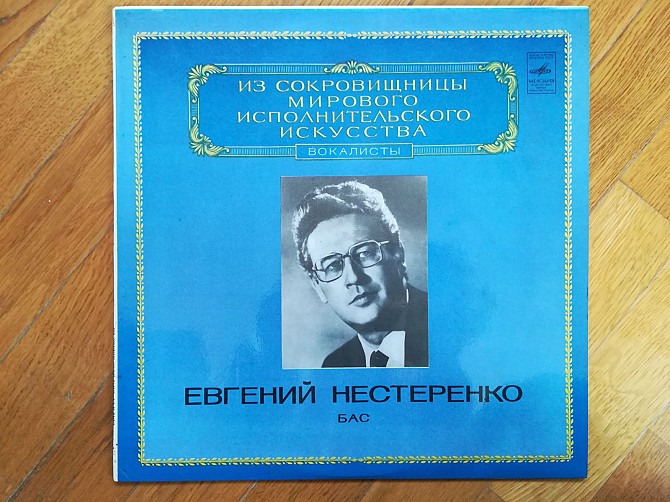 ИЗ СОКРОВИЩНИЦЫ
МИРОВОГО
ИСПОЛНИТЕЛЬСКОГО
ИСКУССТВА
ВОКАЛИСТЫ
МЕЛОДИЯ
ЕВГЕНИЙ НЕСТЕРЕНКО
БАС